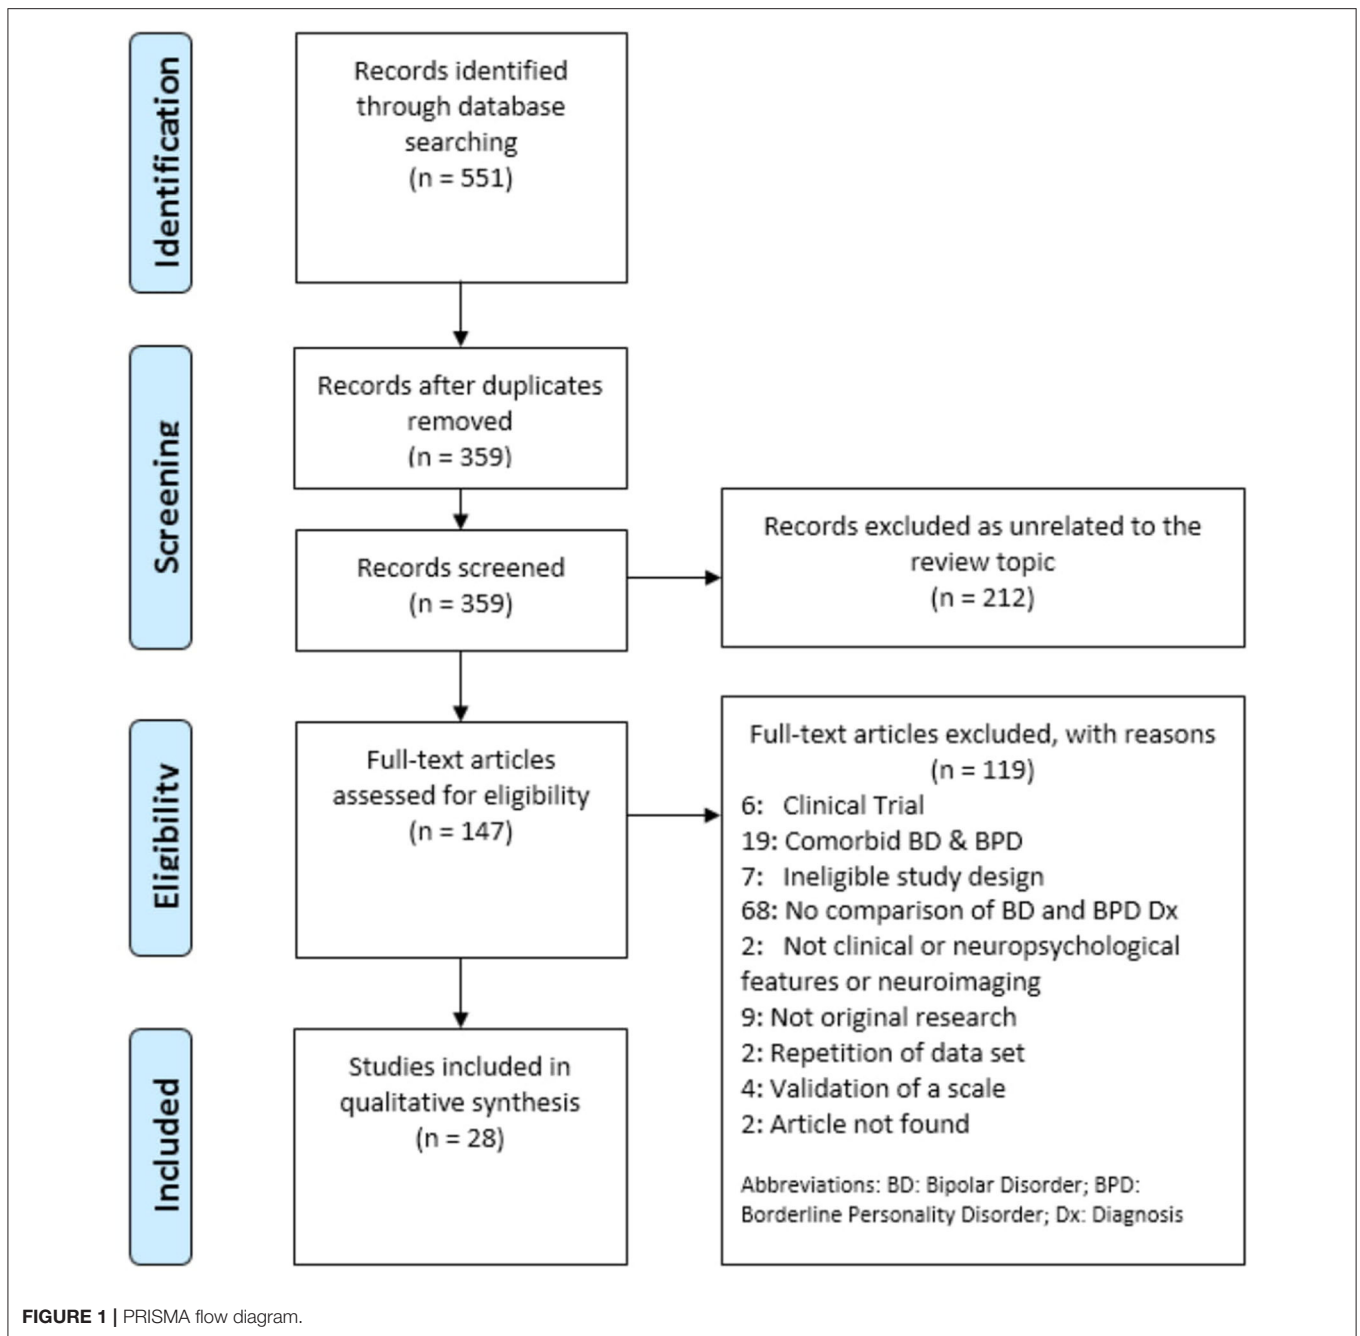 Identification
Records identified
through database
searching
(n = 551)
Screening
Records after duplicates
removed
(n = 359)
Records screened
(n = 359)
Records excluded as unrelated to the
review topic
(n = 212)
Eligibility
Full-text articles
assessed for eligibility
(n = 147)
Full-text articles excluded, with reasons
(n = 119)
6: Clinical Trial
19: Comorbid BD & BPD
7: Ineligible study design
68: No comparison of BD and BPD Dx
2: Not clinical or neuropsychological
features or neuroimaging
9: Not original research
2: Repetition of data set
4: Validation of a scale
2: Article not found
Abbreviations: BD: Bipolar Disorder; BPD:
Borderline Personality Disorder; Dx: Diagnosis
Included
Studies included in
qualitative synthesis
(n = 28)
FIGURE 1 | PRISMA flow diagram.